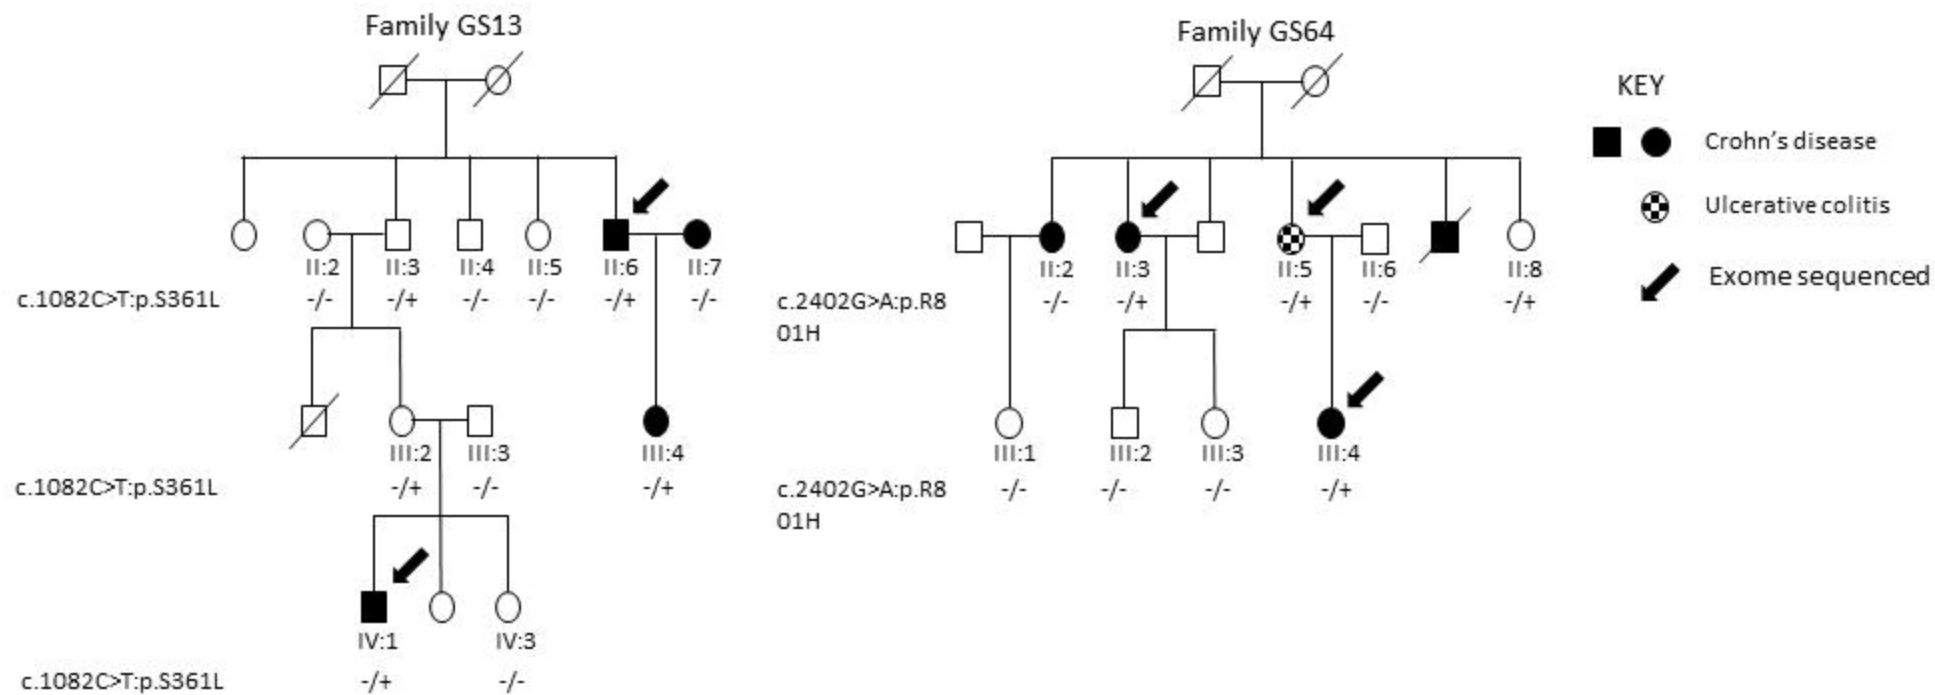 Family GS13
Family GS64
KEY
Crohn's disease
Ulcerative colitis
Exome sequenced
II:2 II:3 II:4 II:5 II:6 II:7
c.1082C>T:p.S361L -/- -/+ -/- -/- -/+ -/-
II:2 II:3 II:5 II:6 II:8
c.2402G>A:p.R8 -/- -/+ -/+ -/- -/+
01H
III:2 III:3 III:4
c.1082C>T:p.S361L -/+ -/- -/+
III:1 III:2 III:3 III:4
c.2402G>A:p.R8 -/- -/- -/- -/+
01H
IV:1 IV:3
c.1082C>T:p.S361L -/+ -/-